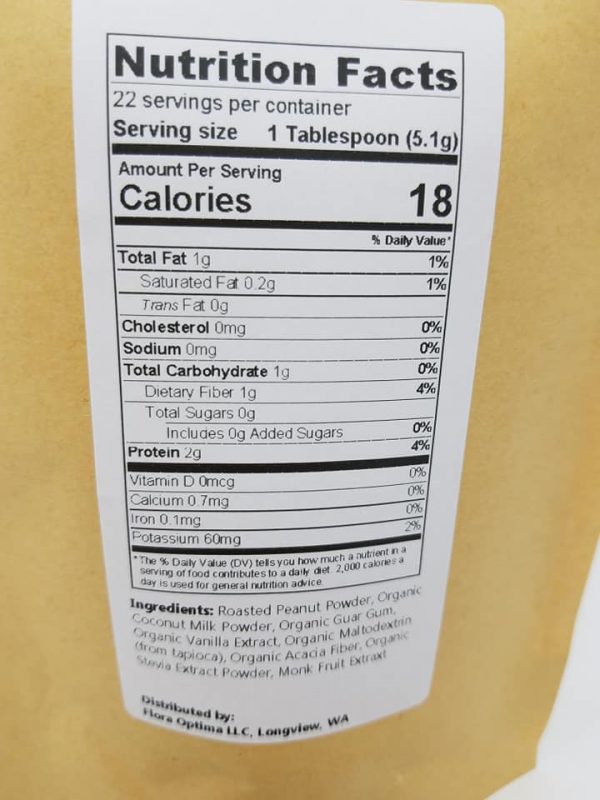 Nutrition Facts
22 servings per container
Serving size 1 Tablespoon (5.1g)
Amount Per Serving
Calories 18
% Daily Value*
Total Fat 1g 1%
Saturated Fat 0.2g 1%
Trans Fat 0g
Cholesterol 0mg 0%
Sodium 0mg 0%
Total Carbohydrate 1g 0%
Dietary Fiber 1g 4%
Total Sugars 0g
Includes 0g Added Sugars 0%
Protein 2g 4%
Vitamin D 0mcg 0%
Calcium 0.7mg 0%
Iron 0.1mg 0%
Potassium 60mg 2%
*The % Daily Value (DV) tells you how much a nutrient in a
serving of food contributes to a daily diet. 2,000 calories a
day is used for general nutrition advice.
Ingredients: Roasted Peanut Powder, Organic
Coconut Milk Powder, Organic Guar Gum,
Organic Vanilla Extract, Organic Maltodextrin
(from tapioca), Organic Acacia Fiber, Organic
Stevia Extract Powder, Monk Fruit Extraxt
Distributed by:
Flora Optima LLC, Longview, WA